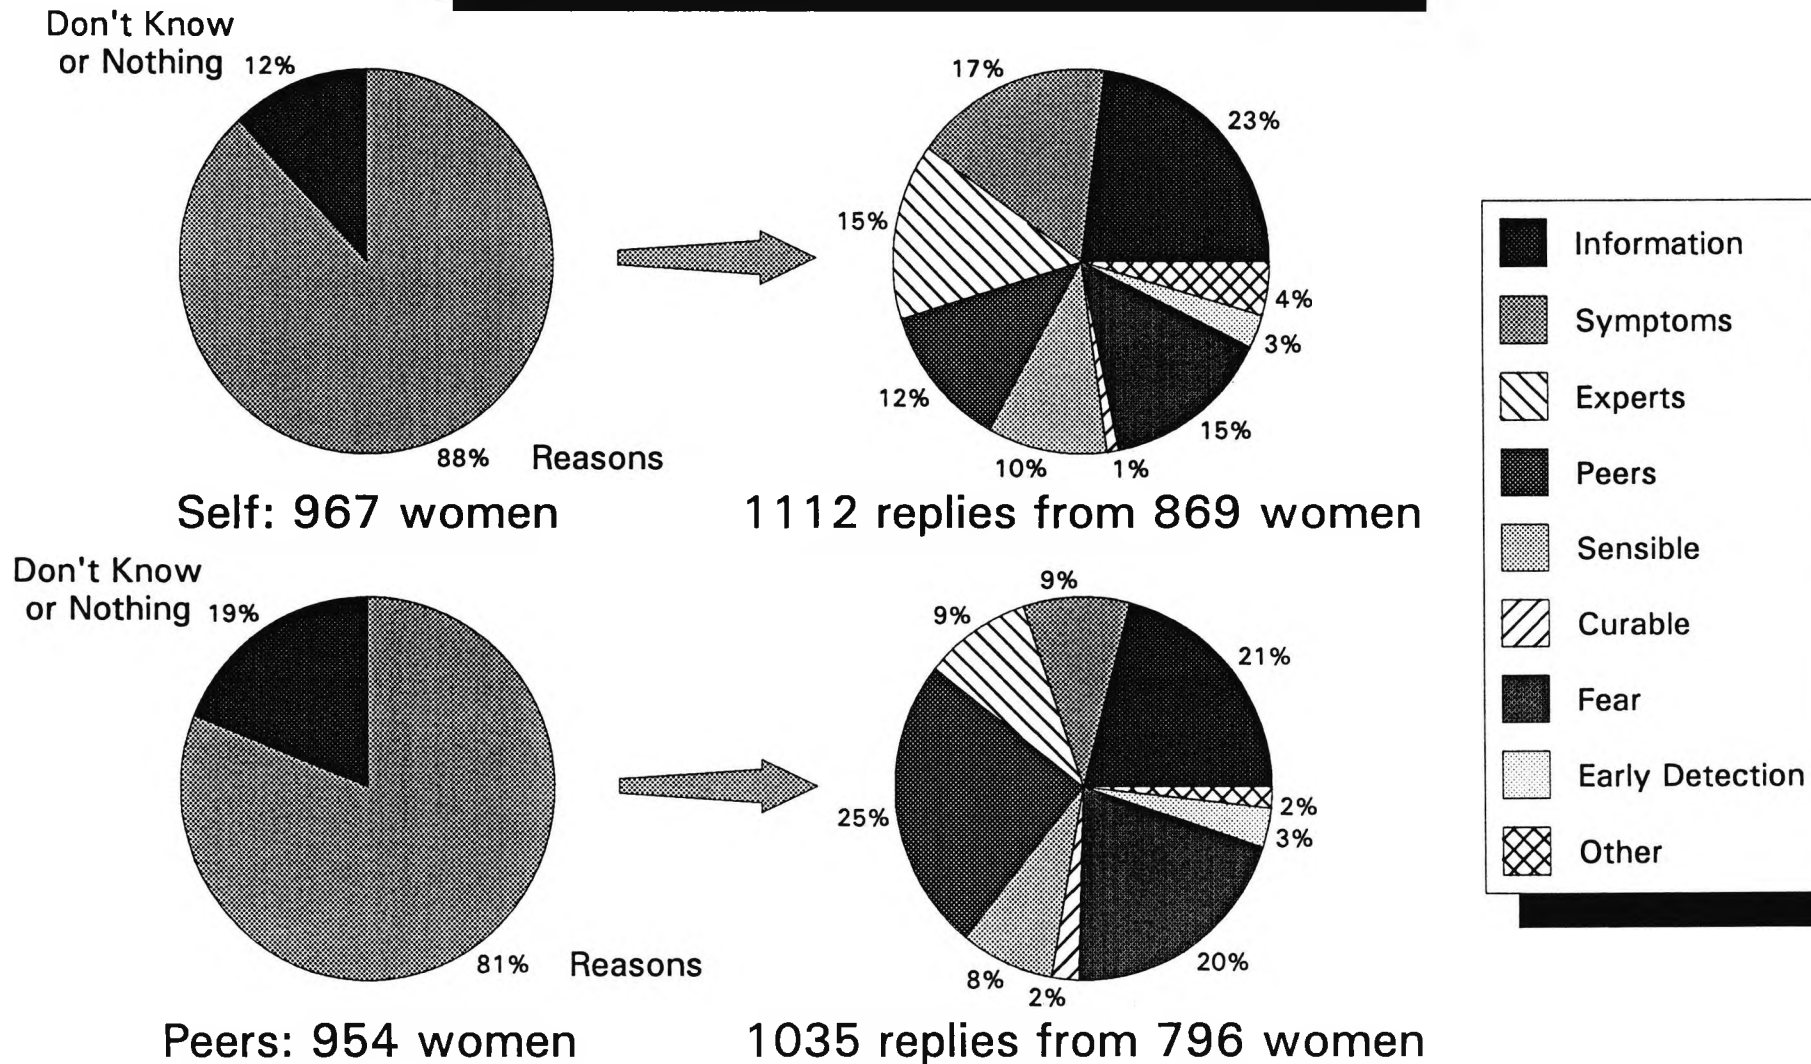 Don't Know
or Nothing 12%
88% Reasons
Self: 967 women
17%
23%
15%
4%
3%
12%
15%
10%
1%
1112 replies from 869 women
Don't Know
or Nothing 19%
81% Reasons
Peers: 954 women
9%
9%
21%
25%
2%
3%
20%
8%
2%
1035 replies from 796 women
Information
Symptoms
Experts
Peers
Sensible
Curable
Fear
Early Detection
Other